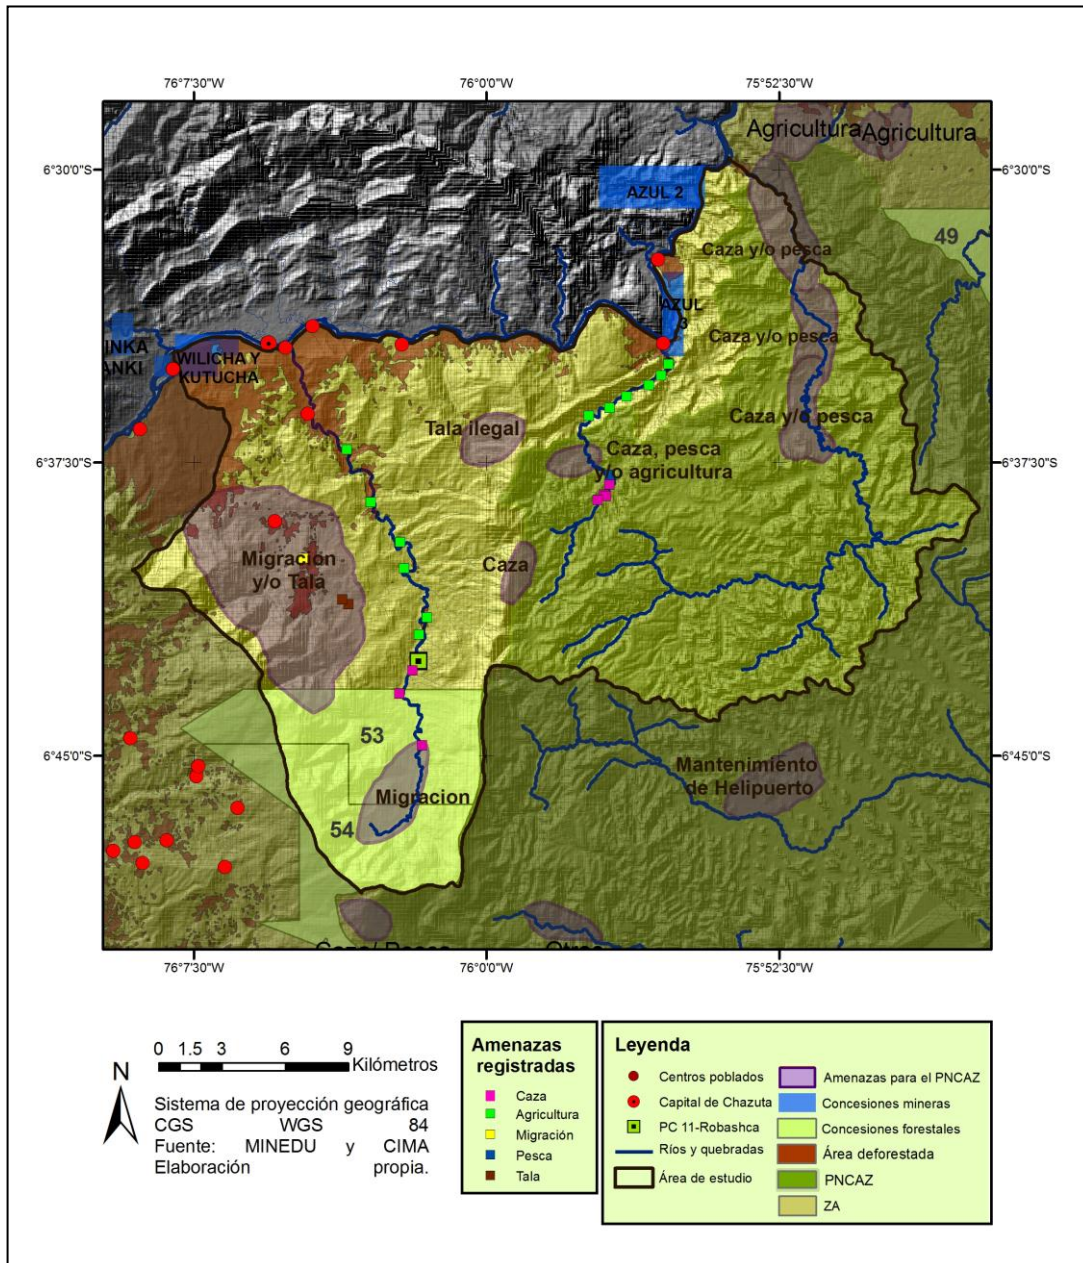 76°7'30"W
76°0'0"W
75°52'30"W
Agricultura
Agricultura
6°30'0"S
6°30'0"S
AZUL 2
49
Caza y/o pesca
AZUL
3
Caza y/o pesca
INKA
ANKI
WILICHA Y
KUTUCHA
Caza y/o pesca
Tala ilegal
Caza, pesca
y/o agricultura
6°37'30"S
6°37'30"S
Migracion
y/o Tala
Caza
53
6°45'0"S
6°45'0"S
Mantenimiento
de Helipuerto
Migracion
54
76°7'30"W
76°0'0"W
75°52'30"W
N
0 1.5 3 6 9
Kilómetros
Sistema de proyección geográfica
CGS WGS 84
Fuente: MINEDU y CIMA
Elaboración propia.
Amenazas
registradas
Caza
Agricultura
Migración
Pesca
Tala
Leyenda
Centros poblados
Capital de Chazuta
PC 11-Robashca
Ríos y quebradas
Área de estudio
Amenazas para el PNCAZ
Concesiones mineras
Concesiones forestales
Área deforestada
PNCAZ
ZA